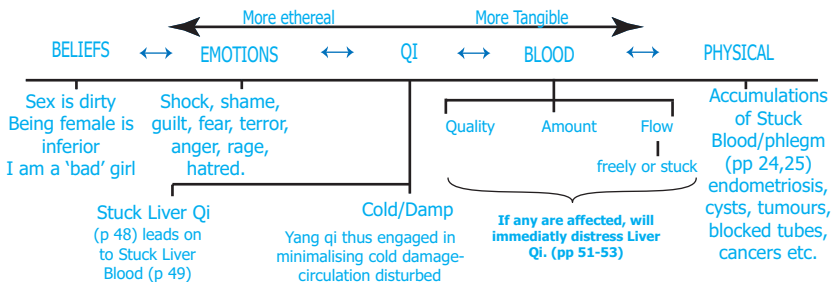 More ethereal
More Tangible
BELIEFS
EMOTIONS
QI
BLOOD
PHYSICAL
Sex is dirty
Being female is
inferior
I am a ‘bad’ girl
Shock, shame,
guilt, fear, terror,
anger, rage,
hatred.
Stuck Liver Qi
(p 48) leads on
to Stuck Liver
Blood (p 49)
Cold/Damp
Yang qi thus engaged in
minimalising cold damage-
circulation disturbed
Quality
Amount
Flow
freely or stuck
If any are affected, will
immediatly distress Liver
Qi. (pp 51-53)
Accumulations
of Stuck
Blood/phlegm
(pp 24,25)
endometriosis,
cysts, tumours,
blocked tubes,
cancers etc.